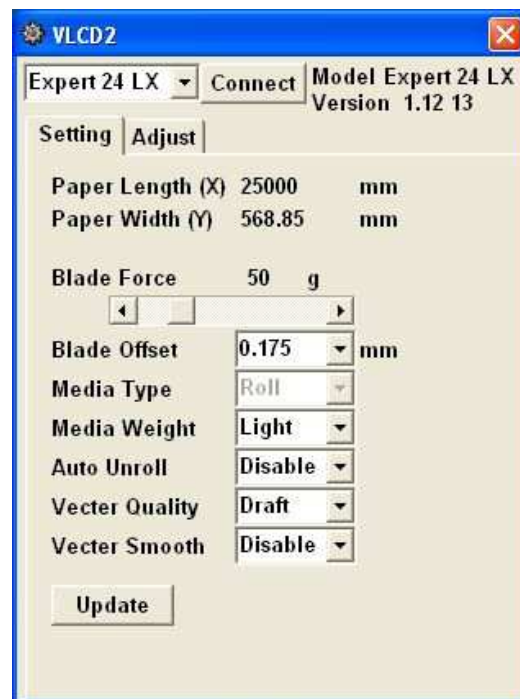 VLCD2
Expert 24 LX Connect Model Expert 24 LX
Version 1.12 13
Setting Adjust
Paper Length (X) 25000 mm
Paper Width (Y) 568.85 mm
Blade Force 50 g
Blade Offset 0.175 mm
Media Type Roll
Media Weight Light
Auto Unroll Disable
Vecter Quality Draft
Vecter Smooth Disable
Update